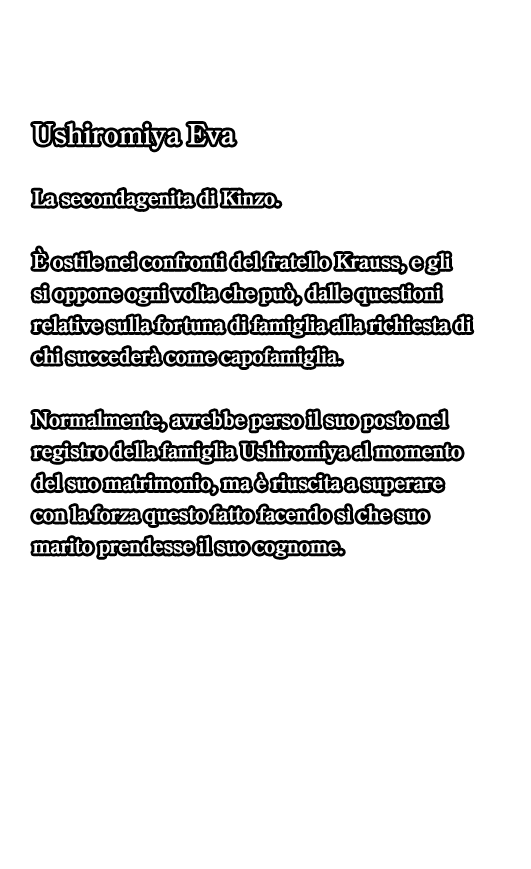 Ushiromiya Eva
La secondagenita di Kinzo.
È ostile nei confronti del fratello Krauss, e gli
si oppone ogni volta che può, dalle questioni
relative sulla fortuna di famiglia alla richiesta di
chi succederà come capofamiglia.
Normalmente, avrebbe perso il suo posto nel
registro della famiglia Ushiromiya al momento
del suo matrimonio, ma è riuscita a superare
con la forza questo fatto facendo sì che suo
marito prendesse il suo cognome.